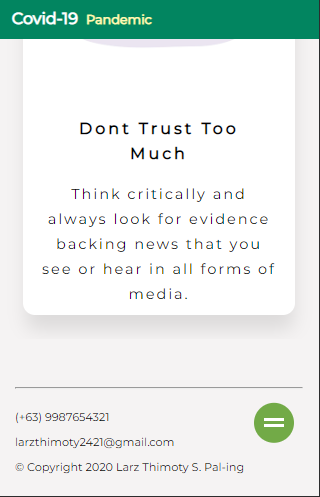 Covid-19 Pandemic
Dont Trust Too
Much
Think critically and
always look for evidence
backing news that you
see or hear in all forms of
media.
(+63) 9987654321
larzthimoty2421@gmail.com
© Copyright 2020 Larz Thimoty S. Pal-ing